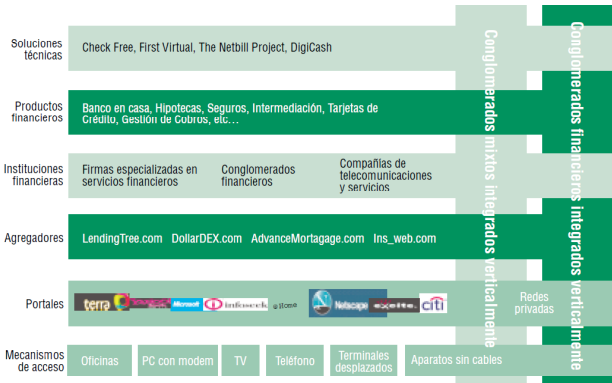 Soluciones
técnicas
Check Free, First Virtual, The Netbill Project, DigiCash
Productos
financieros
Banco en casa, Hipotecas, Seguros, Intermediación, Tarjetas de
Crédito, Gestión de Cobros, etc...
Instituciones
financieras
Firmas especializadas en
servicios financieros
Conglomerados
financieros
Compañías de
telecomunicaciones
y servicios
Agregadores
LendingTree.com DollarDEX.com AdvanceMortagage.com Ins_web.com
Portales
terra
Microsoft
infoseek
@Home
Netscape
excite.
citi
Redes
privadas
Mecanismos
de acceso
Oficinas
PC con modem
TV
Teléfono
Terminales
desplazados
Aparatos sin cables
Conglomerados mixtos integrados verticalmente
Conglomerados financieros integrados verticalmente